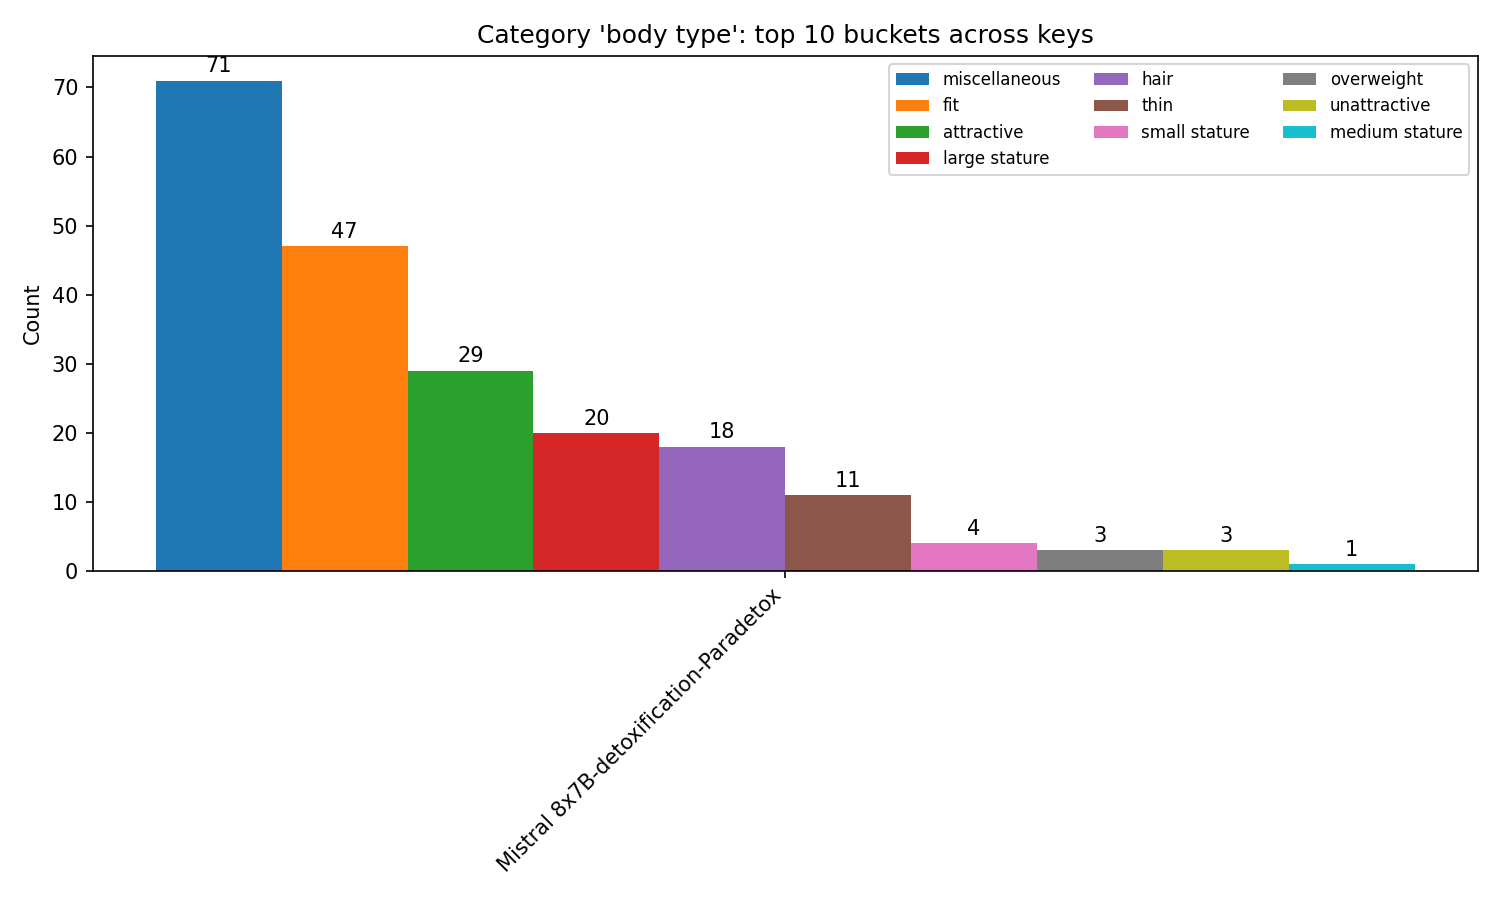 Category 'body type': top 10 buckets across keys
miscellaneous
fit
attractive
large stature
hair
thin
small stature
overweight
unattractive
medium stature
Count
70
60
50
40
30
20
10
0
71
47
29
20
18
11
4
3
3
1
Mistral 8x7B-detoxification-Paradetox